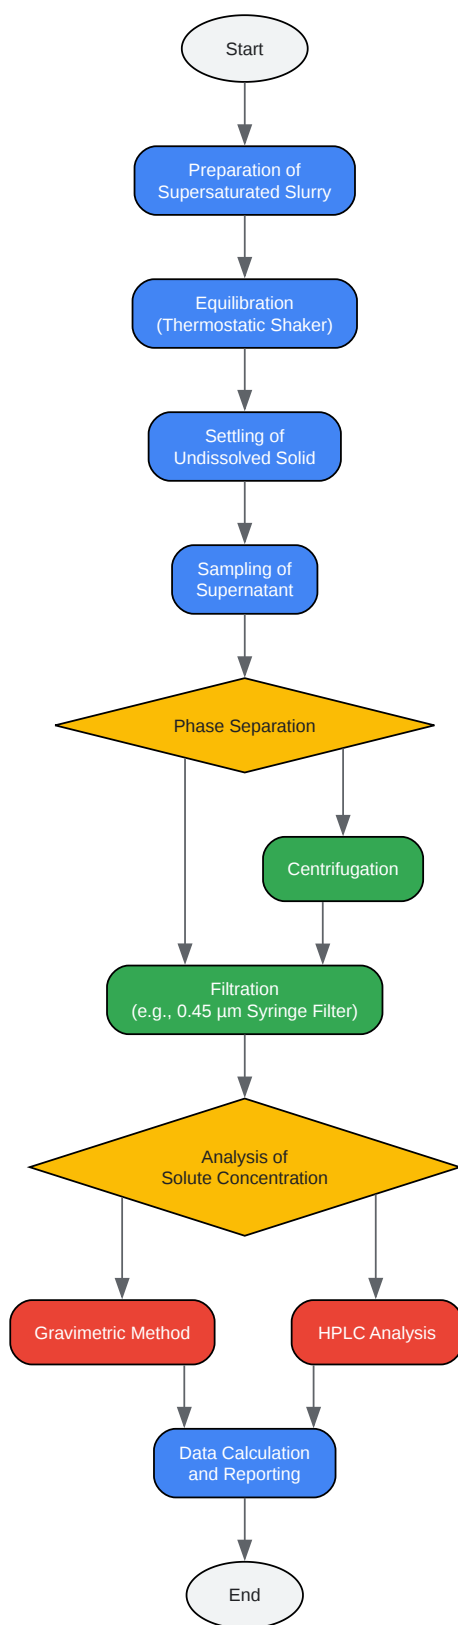 Start
Preparation of
Supersaturated Slurry
Equilibration
(Thermostatic Shaker)
Settling of
Undissolved Solid
Sampling of
Supernatant
Phase Separation
Centrifugation
Filtration
(e.g., 0.45 µm Syringe Filter)
Analysis of
Solute Concentration
Gravimetric Method
HPLC Analysis
Data Calculation
and Reporting
End